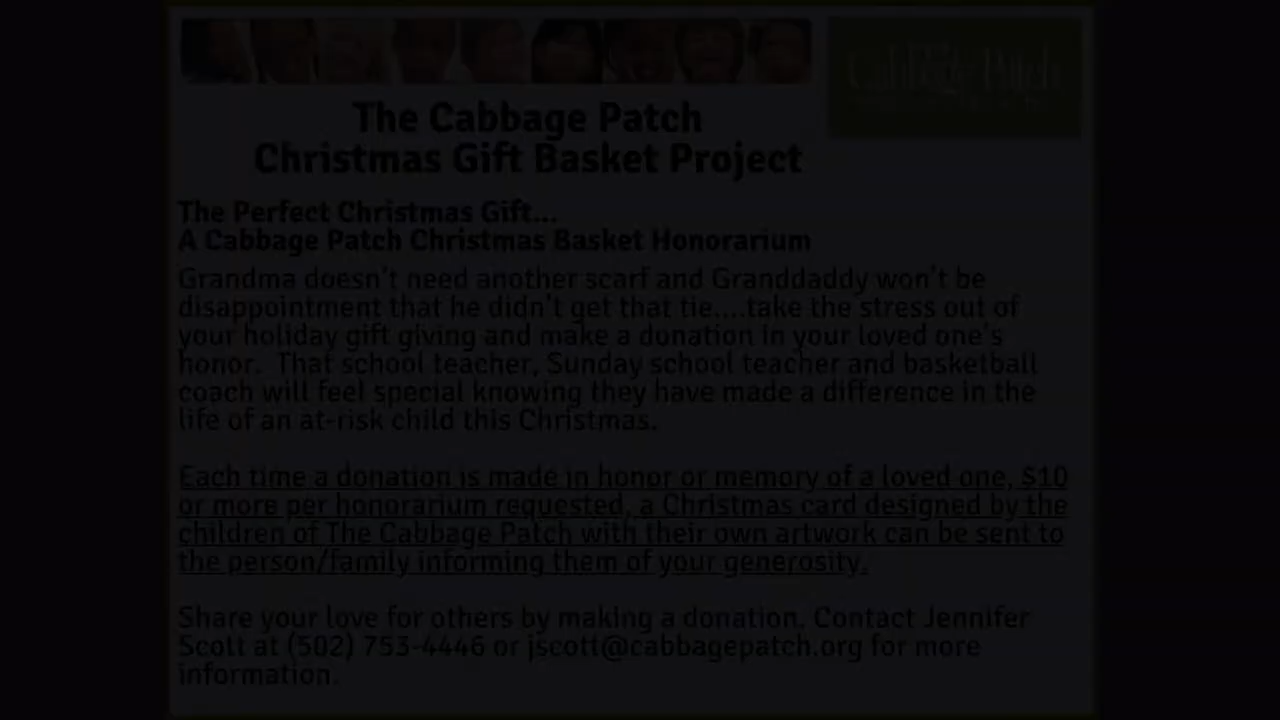 Cabbage Patch
The Cabbage Patch
Christmas Gift Basket Project
The Perfect Christmas Gift...
A Cabbage Patch Christmas Basket Honorarium
Grandma doesn't need another scarf and Granddaddy won't be
disappointment that he didn't get that tie....take the stress out of
your holiday gift giving and make a donation in your loved one's
honor.  That school teacher, Sunday school teacher and basketball
coach will feel special knowing they have made a difference in the
life of an at-risk child this Christmas.
Each time a donation is made in honor or memory of a loved one, $10
or more per honorarium requested, a Christmas card designed by the
children of The Cabbage Patch with their own artwork can be sent to
the person/family informing them of your generosity.
Share your love for others by making a donation. Contact Jennifer
Scott at (502) 753-4446 or jscott@cabbagepatch.org for more
information.